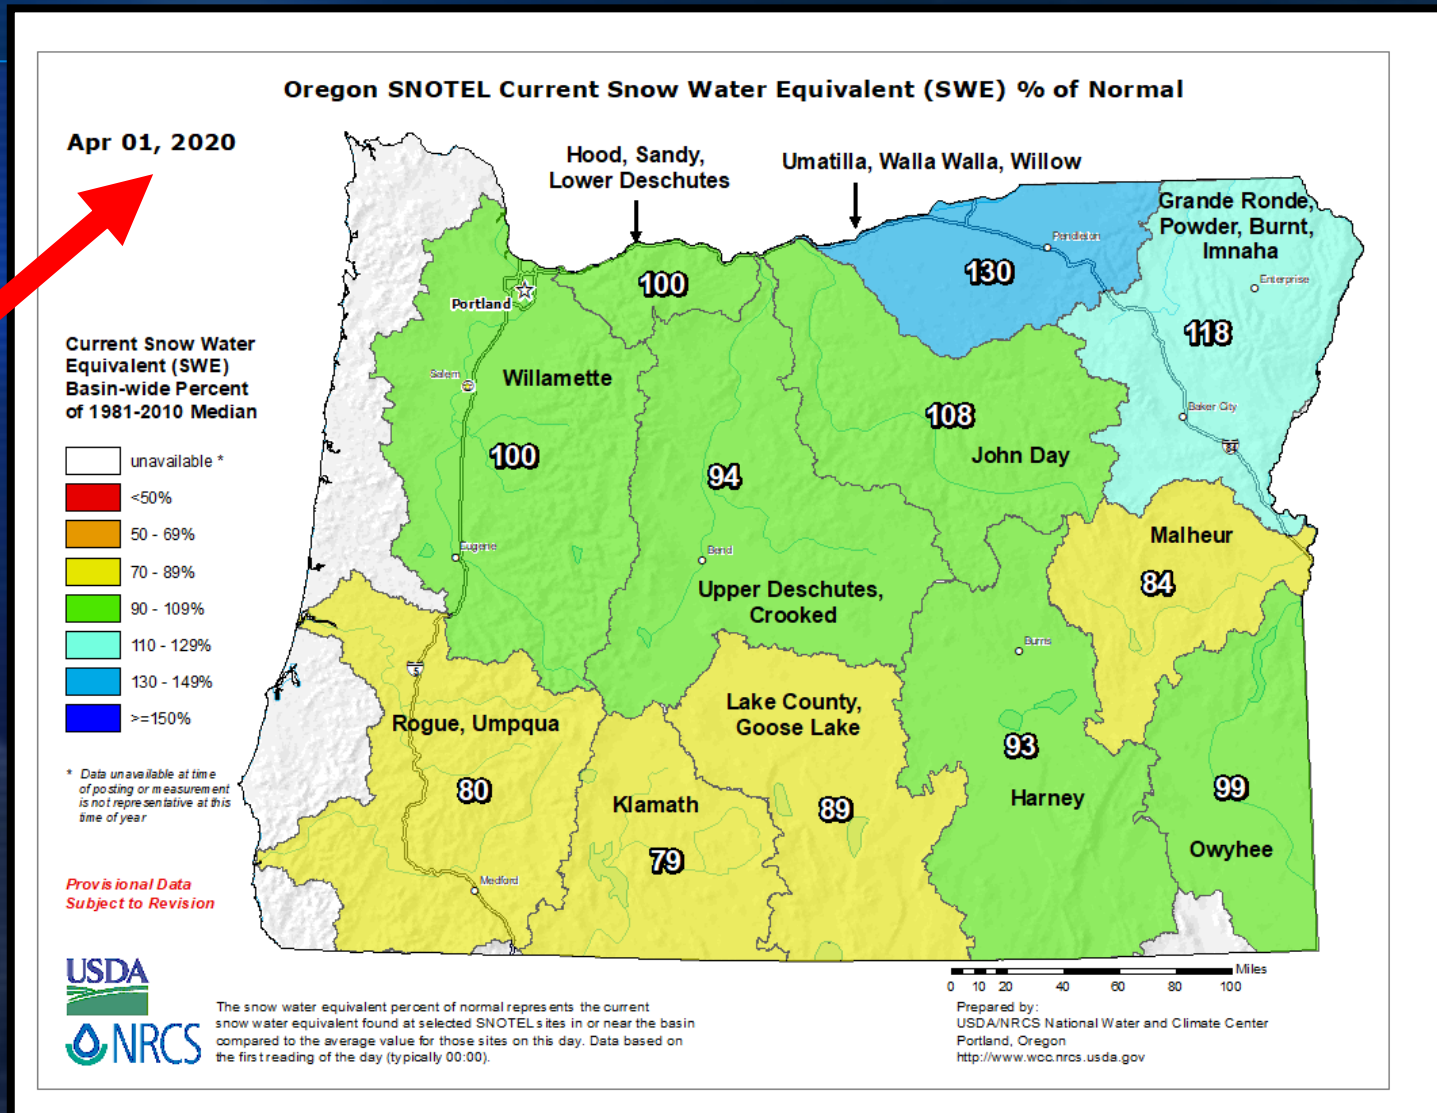 Oregon SNOTEL Current Snow Water Equivalent (SWE) % of Normal
Apr 01, 2020
Hood, Sandy,
Lower Deschutes
Umatilla, Walla Walla, Willow
Grande Ronde,
Powder, Burnt,
Imnaha
Pendleton
Enterprise
130
100
118
Portland
Current Snow Water
Equivalent (SWE)
Basin-wide Percent
of 1981-2010 Median
Salem
Willamette
108
Baker City
John Day
84
100
94
unavailable *
<50%
50 - 69%
70 - 89%
90 - 109%
110 - 129%
130 - 149%
>=150%
Malheur
84
Eugene
Bend
Upper Deschutes,
Crooked
Burns
5
Rogue, Umpqua
Lake County,
Goose Lake
93
80
Klamath
89
Harney
99
79
Owyhee
Medford
* Data unavailable at time
of posting or measurement
is not representative at this
time of year
Provisional Data
Subject to Revision
USDA
NRCS
The snow water equivalent percent of normal represents the current
snow water equivalent found at selected SNOTEL sites in or near the basin
compared to the average value for those sites on this day. Data based on
the first reading of the day (typically 00:00).
Miles
0 10 20 40 60 80 100
Prepared by:
USDA/NRCS National Water and Climate Center
Portland, Oregon
http://www.wcc.nrcs.usda.gov